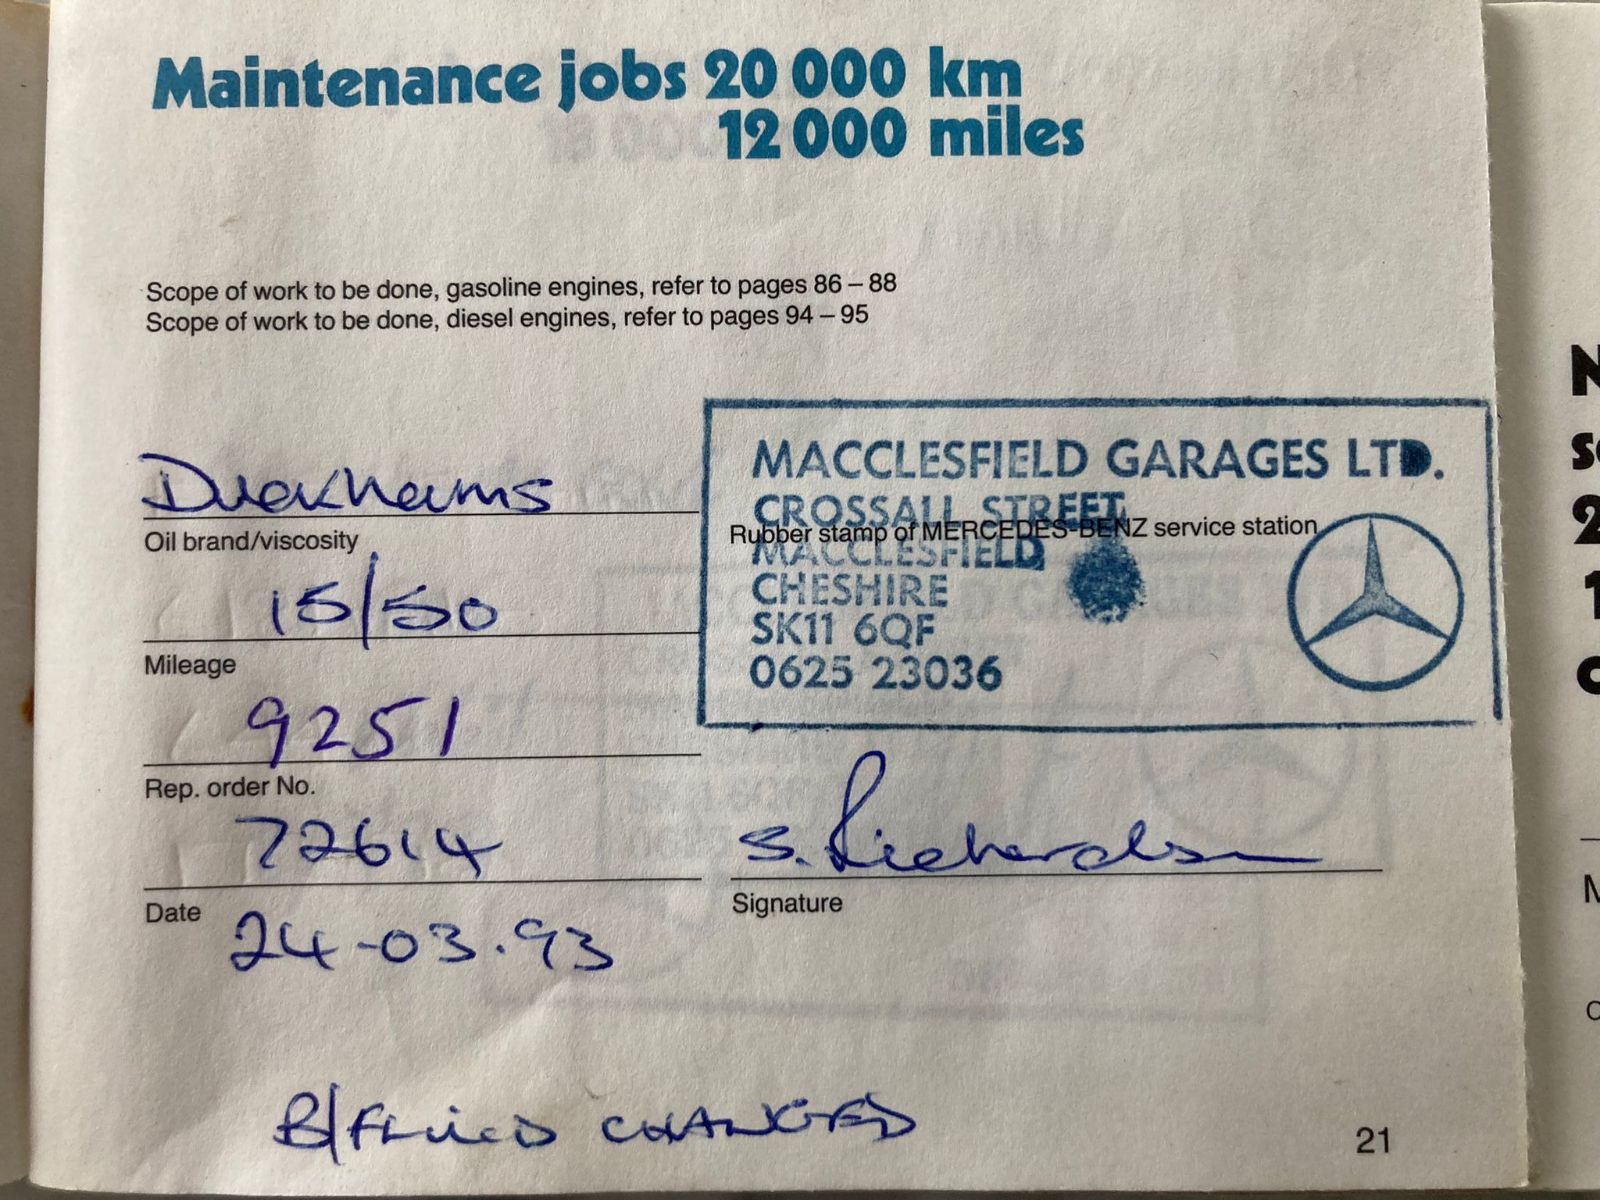 Maintenance jobs 20 000 km
12 000 miles
Scope of work to be done, gasoline engines, refer to pages 86 – 88
Scope of work to be done, diesel engines, refer to pages 94 – 95
Duckhams
Oil brand/viscosity
15/50
Mileage
9251
Rep. order No.
72614
Date
24-03.93
MACCLESFIELD GARAGES LTD.
CROSSALL STREET
Rubber stamp of MERCEDES-BENZ service station
MACCLESFIELD
CHESHIRE
SK11 6QF
0625 23036
S. Richardson
Signature
B/FLUID CHANGED
21